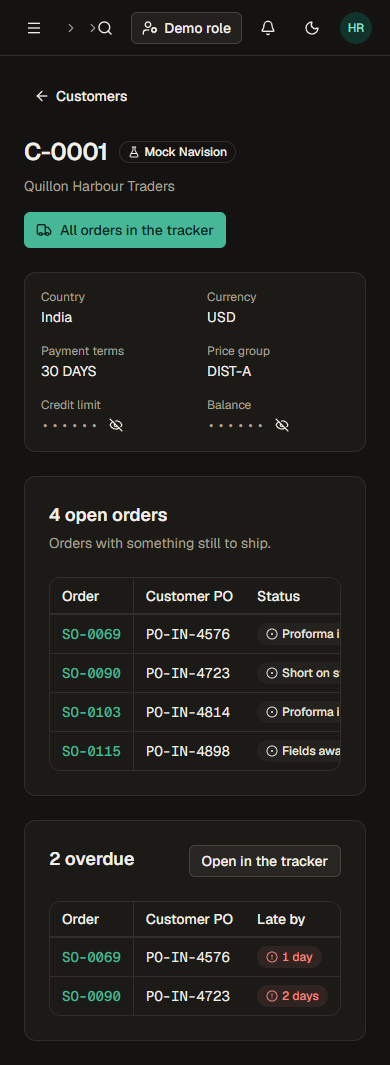 Demo role
HR
Customers
C-0001 Mock Navision
Quillon Harbour Traders
All orders in the tracker
Country Currency
India USD
Payment terms Price group
30 DAYS DIST-A
Credit limit Balance
4 open orders
Orders with something still to ship.
Order Customer PO Status
SO-0069 PO-IN-4576 Proforma i
SO-0090 PO-IN-4723 Short on s
SO-0103 PO-IN-4814 Proforma i
SO-0115 PO-IN-4898 Fields awa
2 overdue Open in the tracker
Order Customer PO Late by
SO-0069 PO-IN-4576 1 day
SO-0090 PO-IN-4723 2 days